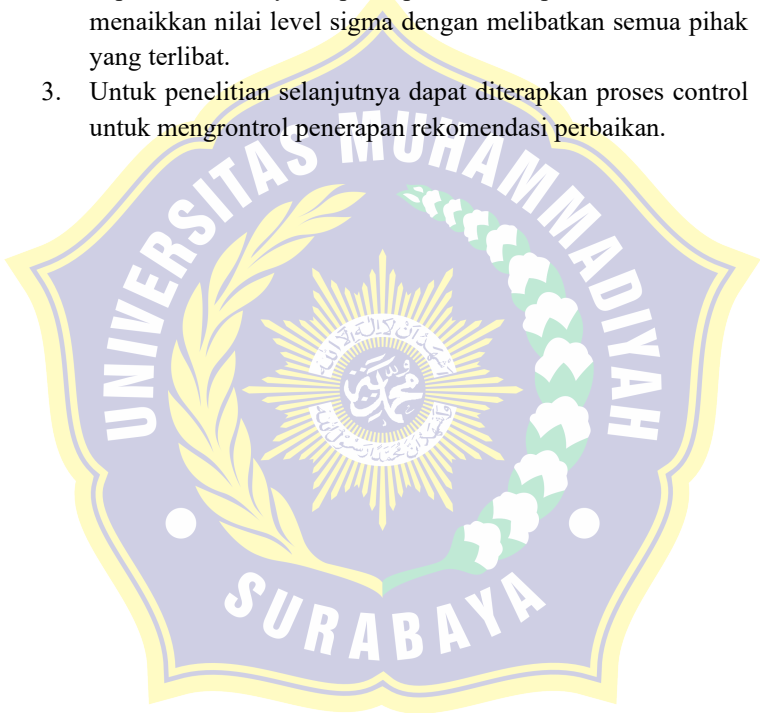 menaikkan nilai level sigma dengan melibatkan semua pihak
yang terlibat.
3. Untuk penelitian selanjutnya dapat diterapkan proses control
untuk mengrontrol penerapan rekomendasi perbaikan.
UNIVERSITAS MUHAMMADIYAH
SURABAYA